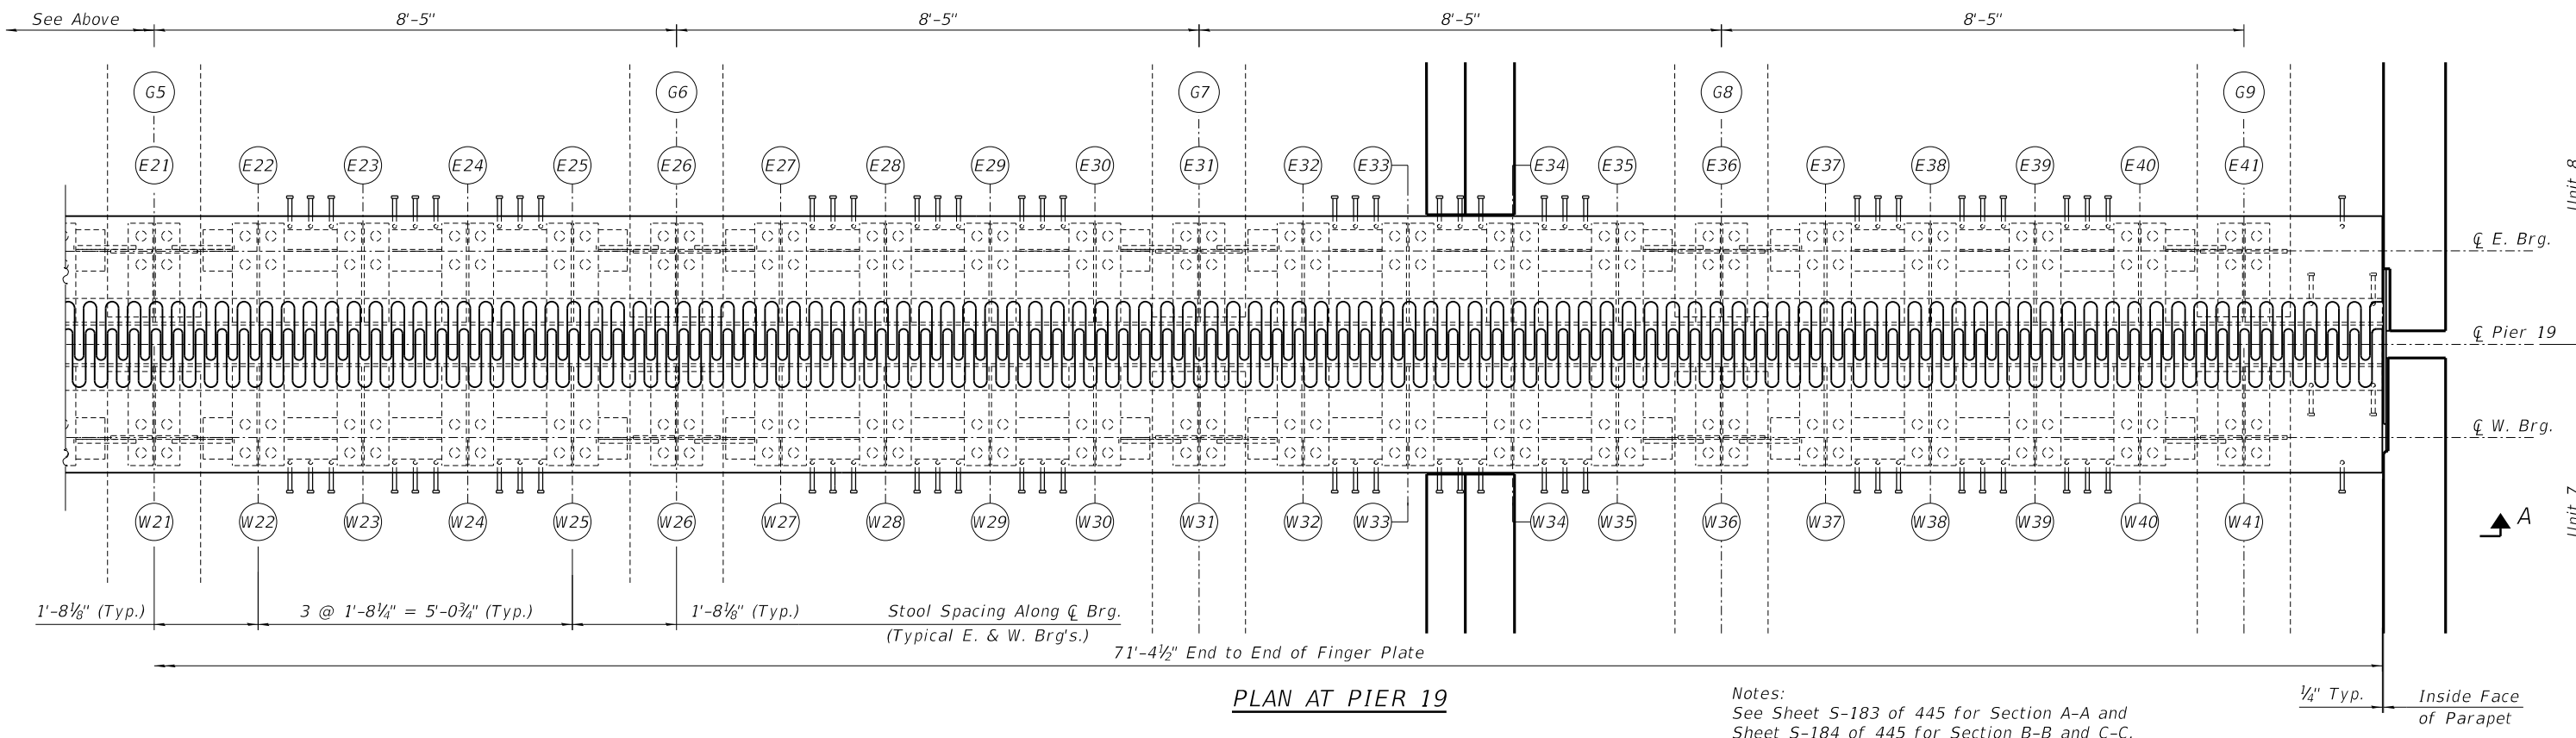 See Above 8'-5" 8'-5" 8'-5" 8'-5"
G5 G6 G7 G8 G9
E21 E22 E23 E24 E25 E26 E27 E28 E29 E30 E31 E32 E33 E34 E35 E36 E37 E38 E39 E40 E41
Unit 8
℄ E. Brg.
℄ Pier 19
℄ W. Brg.
Unit 7
W21 W22 W23 W24 W25 W26 W27 W28 W29 W30 W31 W32 W33 W34 W35 W36 W37 W38 W39 W40 W41
A
1'-8⅛" (Typ.) 3 @ 1'-8¼" = 5'-0¾" (Typ.) 1'-8⅛" (Typ.) Stool Spacing Along ℄ Brg.
(Typical E. & W. Brg's.)
71'-4½" End to End of Finger Plate
PLAN AT PIER 19
¼" Typ. Inside Face
of Parapet
Notes:
See Sheet S-183 of 445 for Section A-A and
Sheet S-184 of 445 for Section B-B and C-C.